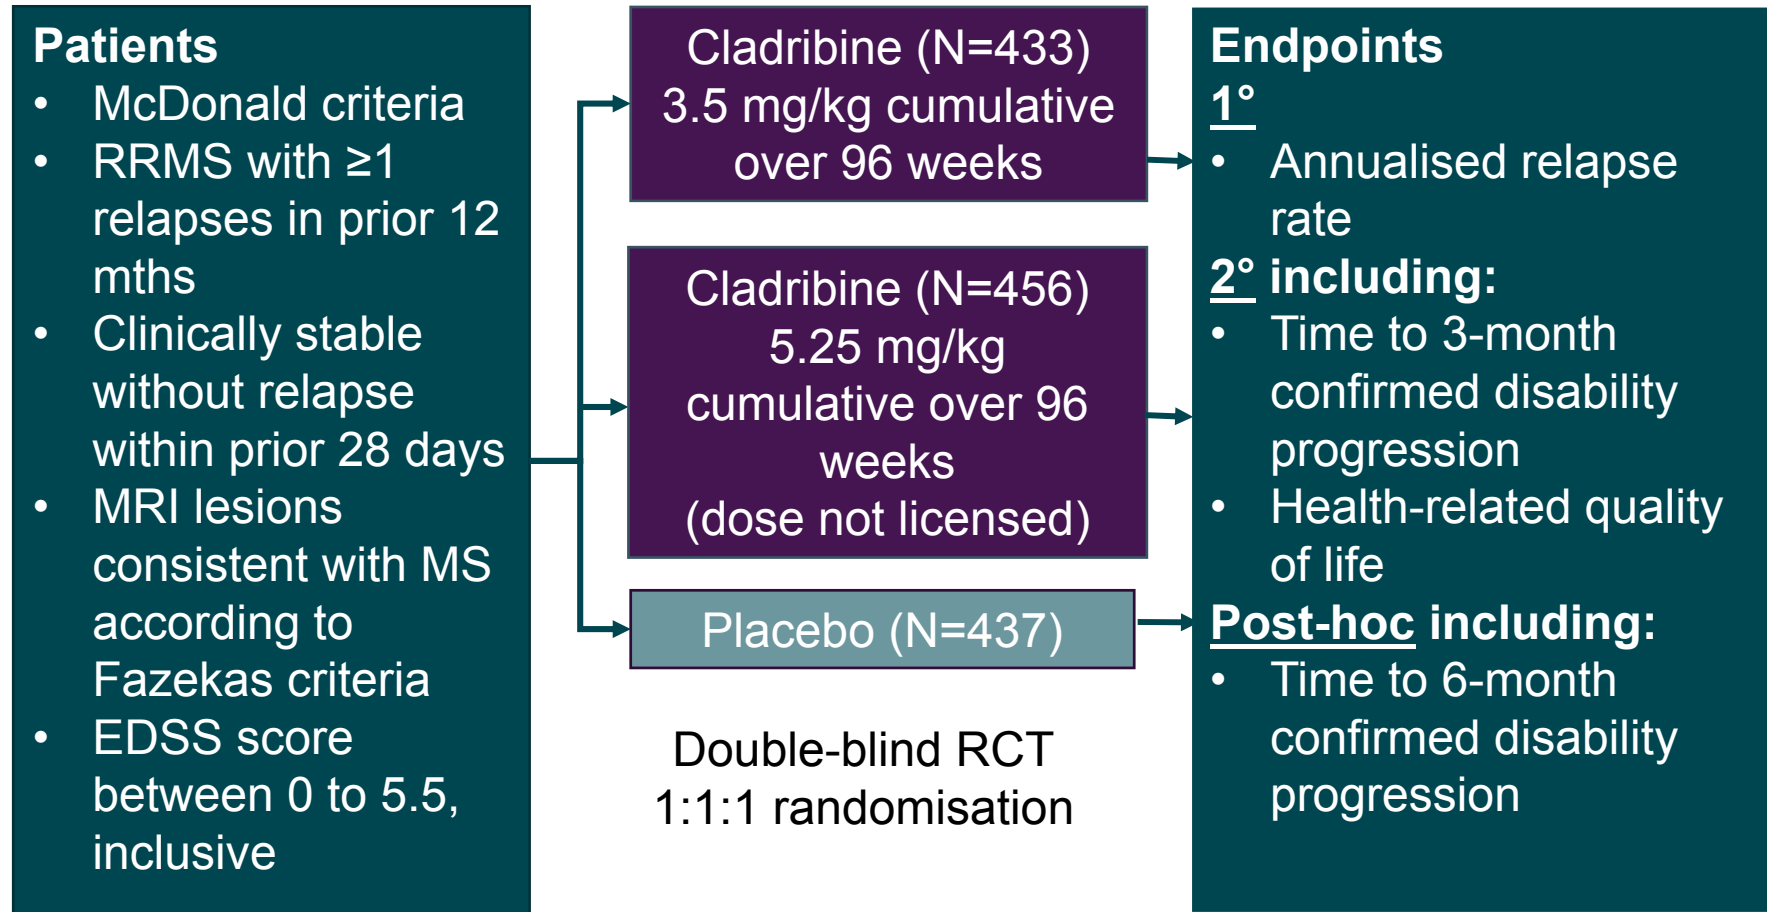 Patients
• McDonald criteria
• RRMS with ≥1
relapses in prior 12
mths
• Clinically stable
without relapse
within prior 28 days
• MRI lesions
consistent with MS
according to
Fazekas criteria
• EDSS score
between 0 to 5.5,
inclusive
Cladribine (N=433)
3.5 mg/kg cumulative
over 96 weeks
Cladribine (N=456)
5.25 mg/kg
cumulative over 96
weeks
(dose not licensed)
Placebo (N=437)
Double-blind RCT
1:1:1 randomisation
Endpoints
1°
• Annualised relapse
rate
2° including:
• Time to 3-month
confirmed disability
progression
• Health-related quality
of life
Post-hoc including:
• Time to 6-month
confirmed disability
progression